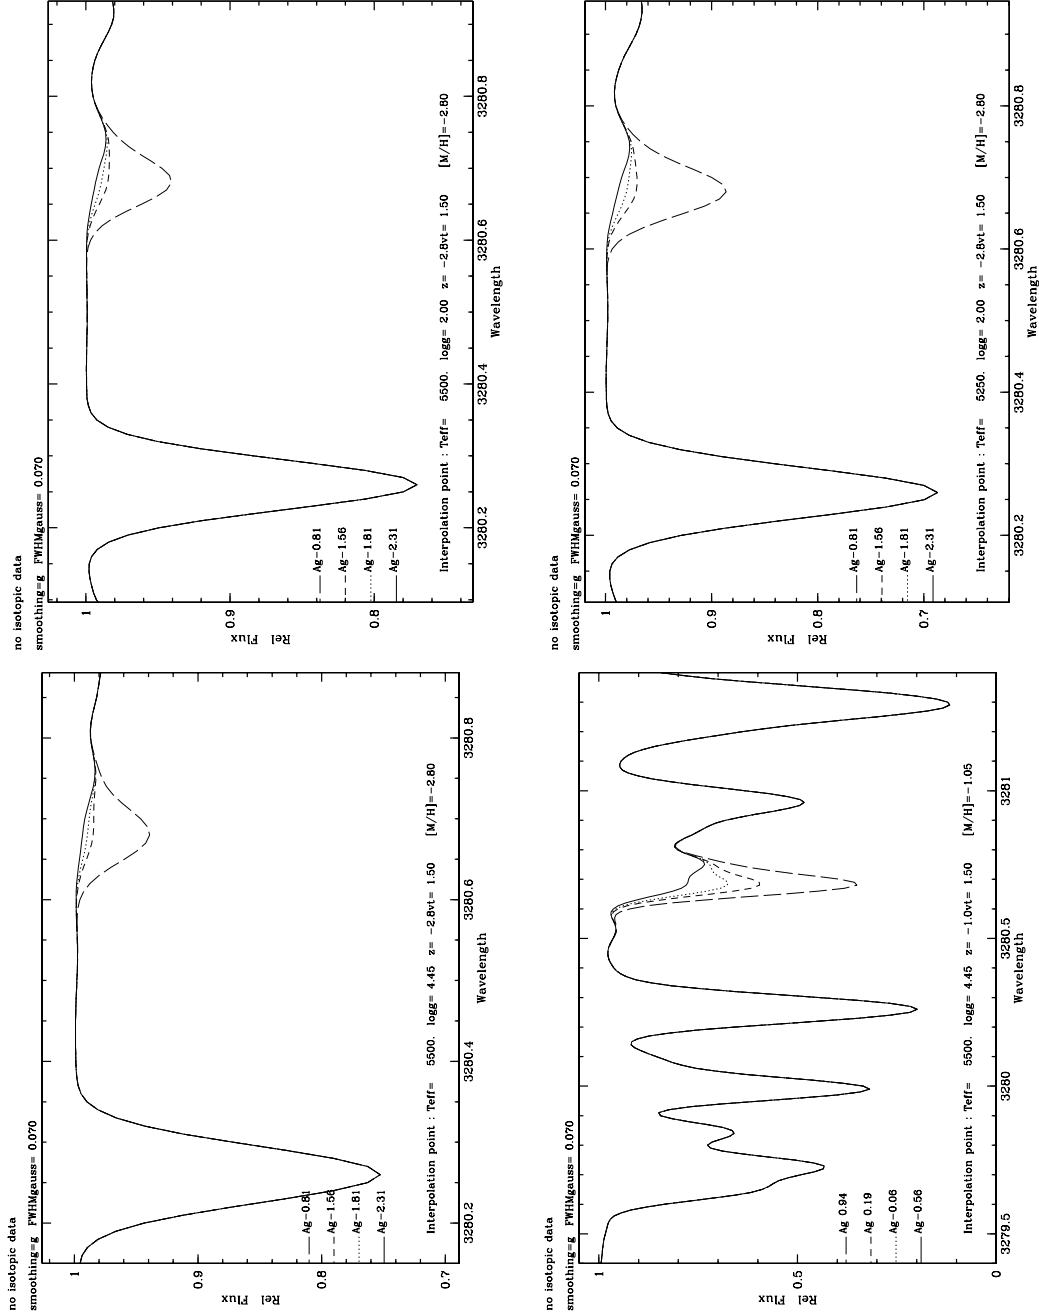 no isotopic data
smoothing=g FWHMgauss= 0.070
1
0.9
0.8
Rel Flux
3280.2
3280.4
3280.6
3280.8
Wavelength
Ag-0.81
Ag-1.56
Ag-1.81
Ag-2.31
Interpolation point : Teff= 5500. logg= 2.00 z= -2.8vt= 1.50 [M/H]=-2.80
no isotopic data
smoothing=g FWHMgauss= 0.070
1
0.9
0.8
0.7
Rel Flux
3280.2
3280.4
3280.6
3280.8
Wavelength
Ag-0.81
Ag-1.56
Ag-1.81
Ag-2.31
Interpolation point : Teff= 5250. logg= 2.00 z= -2.8vt= 1.50 [M/H]=-2.80
no isotopic data
smoothing=g FWHMgauss= 0.070
1
0.9
0.8
0.7
Rel Flux
3280.2
3280.4
3280.6
3280.8
Wavelength
Ag-0.81
Ag-1.56
Ag-1.81
Ag-2.31
Interpolation point : Teff= 5500. logg= 4.45 z= -2.8vt= 1.50 [M/H]=-2.80
no isotopic data
smoothing=g FWHMgauss= 0.070
1
0.5
0
Rel Flux
3279.5
3280
3280.5
3281
Wavelength
Ag 0.94
Ag 0.19
Ag-0.06
Ag-0.56
Interpolation point : Teff= 5500. logg= 4.45 z= -1.0vt= 1.50 [M/H]=-1.05